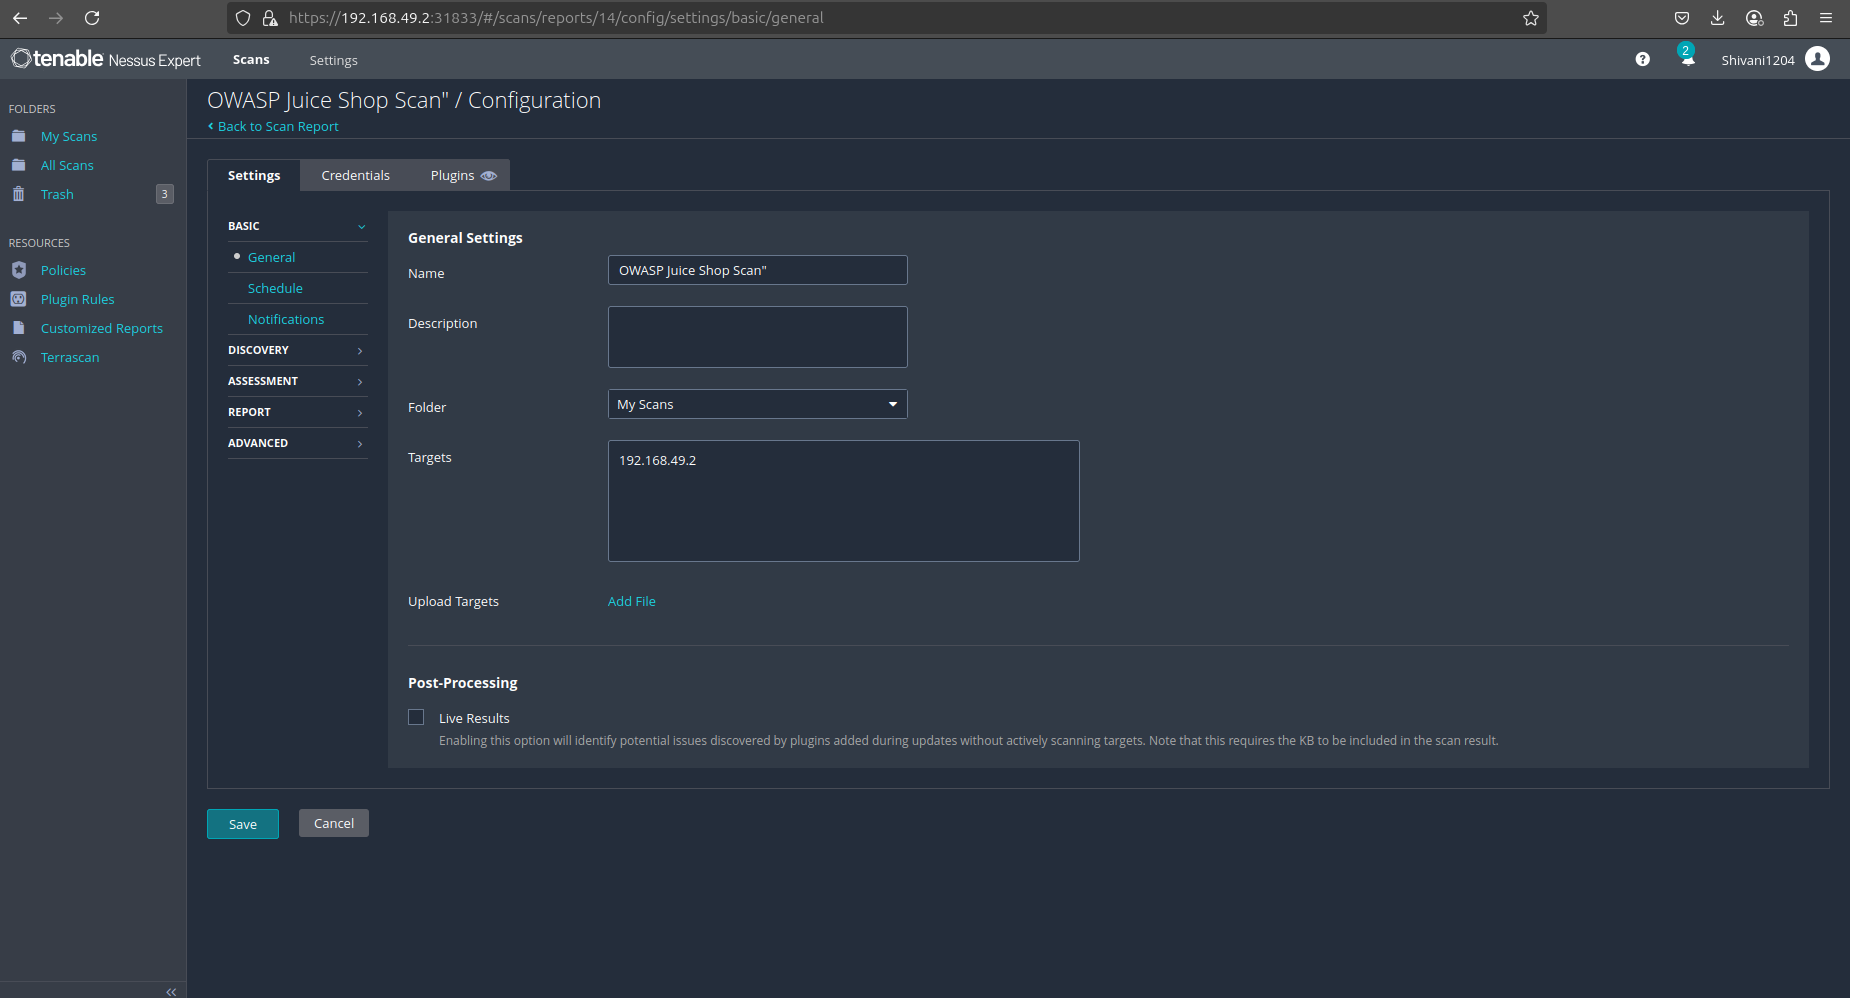 https://192.168.49.2:31833/#/scans/reports/14/config/settings/basic/general
tenable Nessus Expert
Scans
Settings
?
2
Shivani1204
FOLDERS
My Scans
All Scans
Trash
3
RESOURCES
Policies
Plugin Rules
Customized Reports
Terrascan
OWASP Juice Shop Scan" / Configuration
Back to Scan Report
Settings
Credentials
Plugins
BASIC
General
Schedule
Notifications
DISCOVERY
ASSESSMENT
REPORT
ADVANCED
General Settings
Name
OWASP Juice Shop Scan"
Description
Folder
My Scans
Targets
192.168.49.2
Upload Targets
Add File
Post-Processing
Live Results
Enabling this option will identify potential issues discovered by plugins added during updates without actively scanning targets. Note that this requires the KB to be included in the scan result.
Save
Cancel